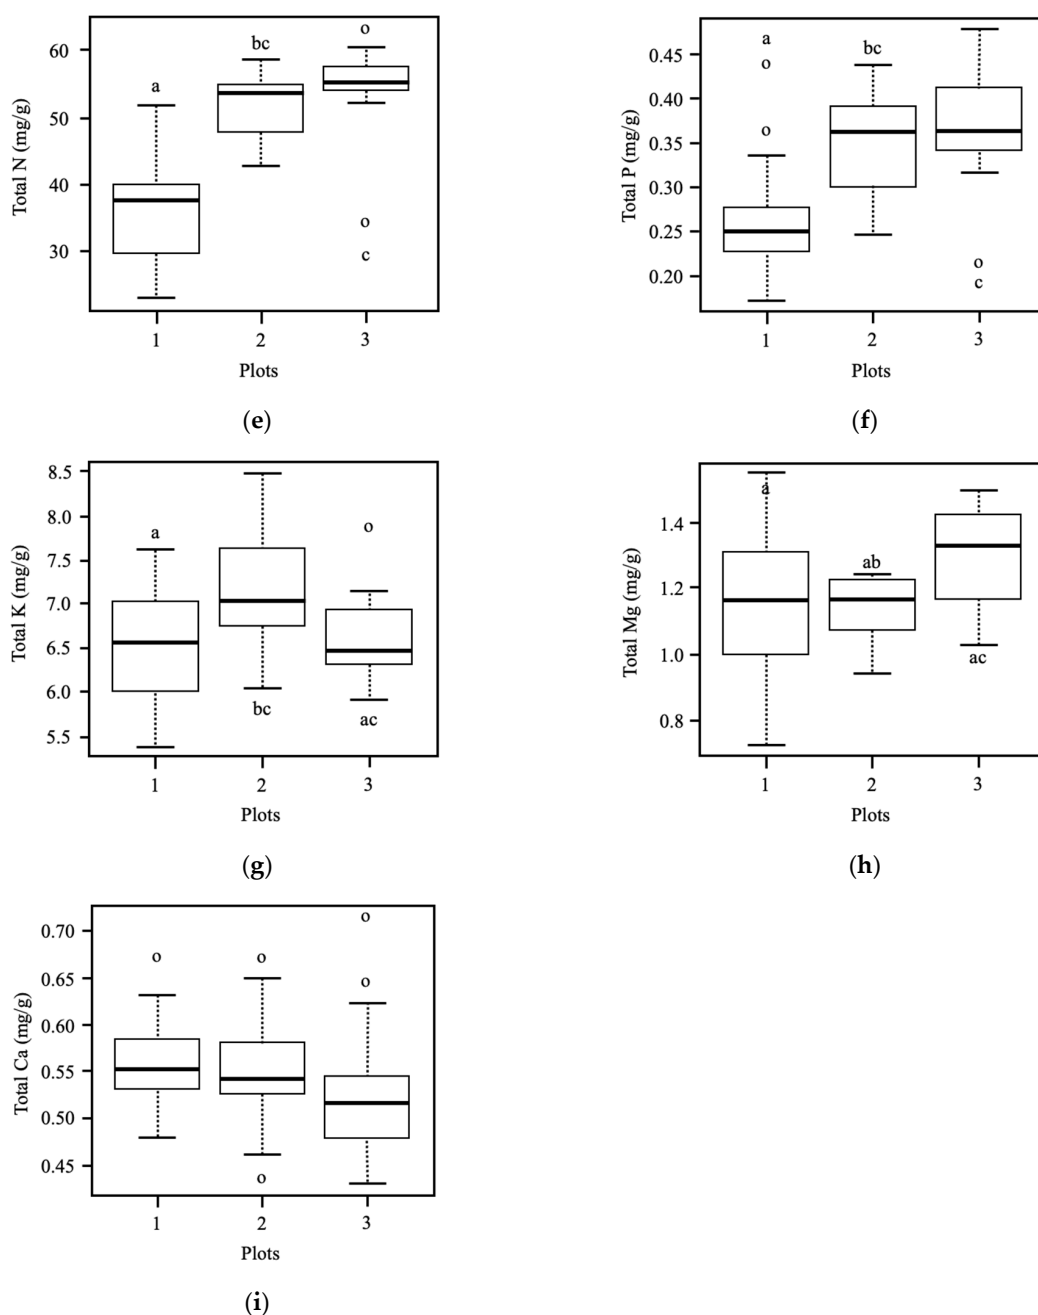 Total N (mg/g)
60
50
40
30
a
bc
o
o
c
1 2 3
Plots
(e)
Total P (mg/g)
0.45
0.40
0.35
0.30
0.25
0.20
a
o
o
bc
o
c
1 2 3
Plots
(f)
Total K (mg/g)
8.5
8.0
7.5
7.0
6.5
6.0
5.5
a
bc
o
ac
1 2 3
Plots
(g)
Total Mg (mg/g)
1.4
1.2
1.0
0.8
a
ab
ac
1 2 3
Plots
(h)
Total Ca (mg/g)
0.70
0.65
0.60
0.55
0.50
0.45
o
o
o
o
o
1 2 3
Plots
(i)